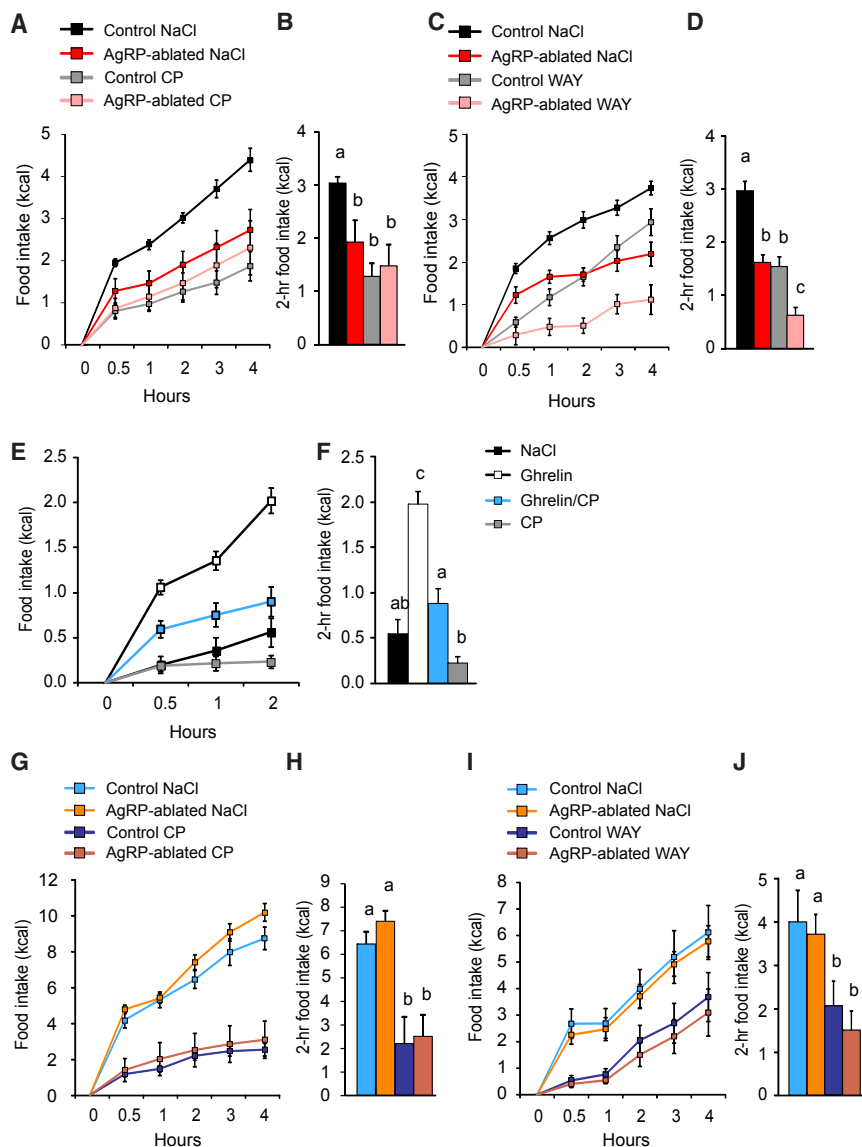 A
Control NaCl
AgRP-ablated NaCl
Control CP
AgRP-ablated CP
Food intake (kcal)
5
4
3
2
1
0
0 0.5 1 2 3 4
Hours
B
2-hr food intake (kcal)
4
3
2
1
0
a
b
b
b
C
Control NaCl
AgRP-ablated NaCl
Control WAY
AgRP-ablated WAY
Food intake (kcal)
5
4
3
2
1
0
0 0.5 1 2 3 4
Hours
D
2-hr food intake (kcal)
4
3
2
1
0
a
b
b
c
E
Food intake (kcal)
2.5
2.0
1.5
1.0
0.5
0.0
0 0.5 1 2
Hours
F
2-hr food intake (kcal)
2.5
2.0
1.5
1.0
0.5
0.0
ab
c
a
b
NaCl
Ghrelin
Ghrelin/CP
CP
G
Control NaCl
AgRP-ablated NaCl
Control CP
AgRP-ablated CP
Food intake (kcal)
12
10
8
6
4
2
0
0 0.5 1 2 3 4
Hours
H
2-hr food intake (kcal)
9
8
7
6
5
4
3
2
1
0
a
a
b
b
I
Control NaCl
AgRP-ablated NaCl
Control WAY
AgRP-ablated WAY
Food intake (kcal)
8
7
6
5
4
3
2
1
0
0 0.5 1 2 3 4
Hours
J
2-hr food intake (kcal)
5
4
3
2
1
0
a
a
b
b